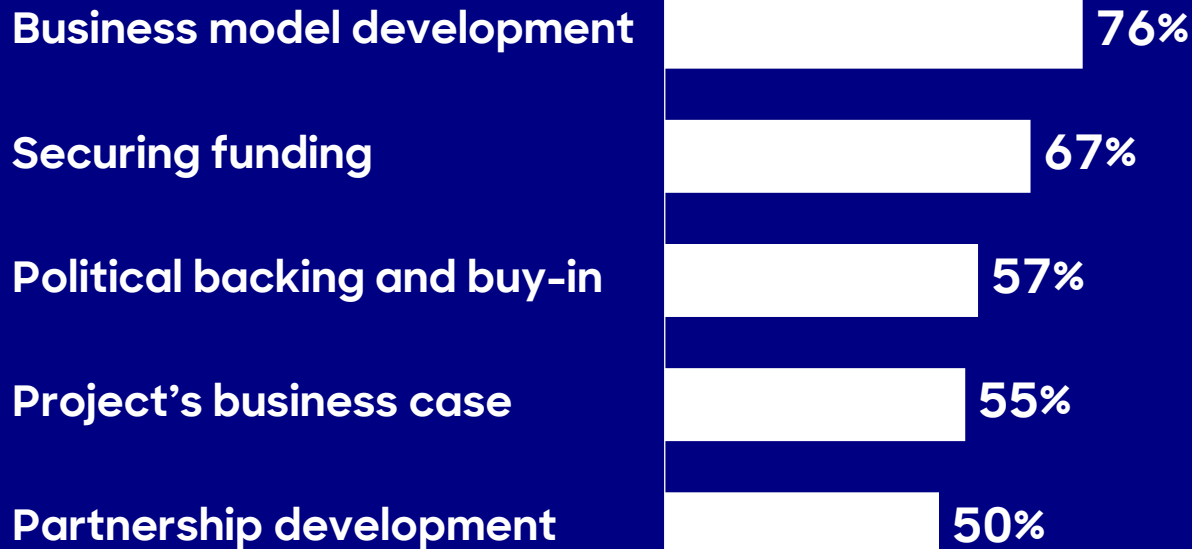 Business model development 76%
Securing funding 67%
Political backing and buy-in 57%
Project’s business case 55%
Partnership development 50%